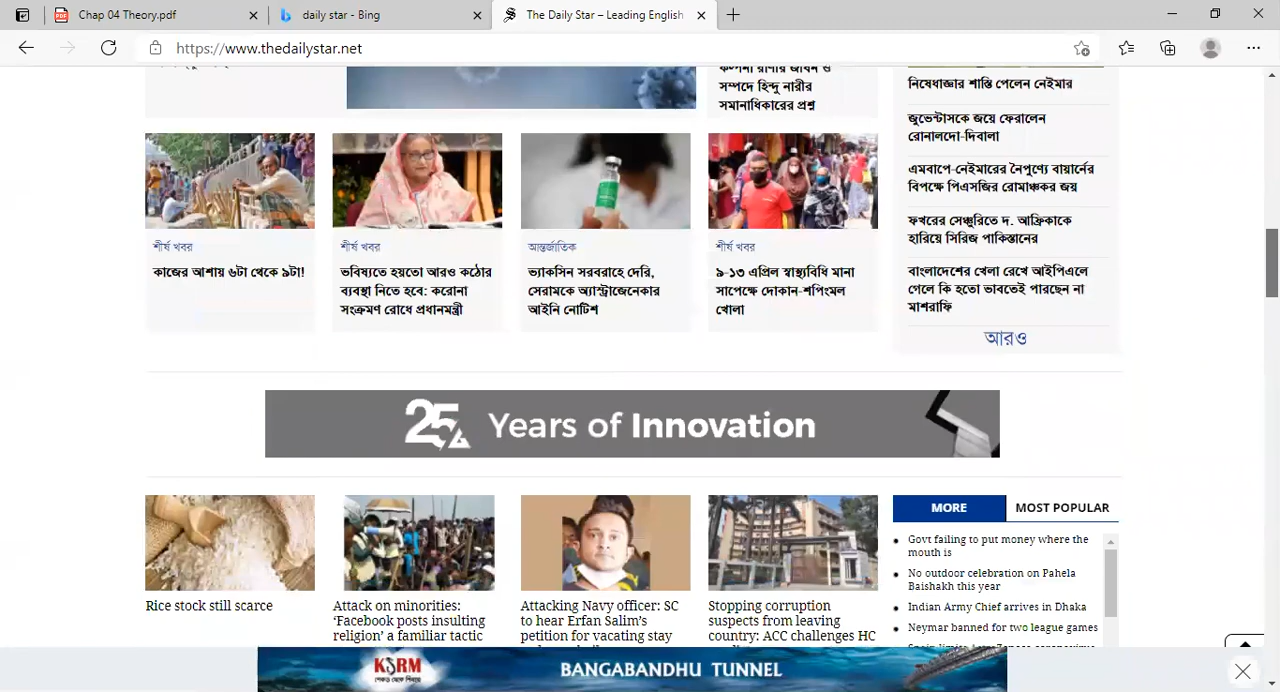 Chap 04 Theory.pdf
daily star - Bing
The Daily Star – Leading English
https://www.thedailystar.net
সম্পদে হিন্দু নারীর
সমানাধিকারের প্রশ্ন
নিষেধাজ্ঞার শাস্তি পেলেন নেইমার
জুভেন্টাসকে জয়ে ফেরালেন
রোনালদো-দিবালা
এমবাপে-নেইমারের নৈপুণ্যে বায়ার্নের
বিপক্ষে পিএসজির রোমাঞ্চকর জয়
ফখরের সেঞ্চুরিতে দ. আফ্রিকাকে
হারিয়ে সিরিজ পাকিস্তানের
বাংলাদেশের খেলা রেখে আইপিএলে
গেলে কি হতো ভাবতেই পারছেন না
মাশরাফি
আরও
শীর্ষ খবর
কাজের আশায় ৬টা থেকে ৯টা!
শীর্ষ খবর
ভবিষ্যতে হয়তো আরও কঠোর
ব্যবস্থা নিতে হবে: করোনা
সংক্রমণ রোধে প্রধানমন্ত্রী
আন্তর্জাতিক
ভ্যাকসিন সরবরাহে দেরি,
সেরামকে অ্যাস্ট্রাজেনেকার
আইনি নোটিশ
শীর্ষ খবর
৯-১৩ এপ্রিল স্বাস্থ্যবিধি মানা
সাপেক্ষে দোকান-শপিংমল
খোলা
25 Years of Innovation
Rice stock still scarce
Attack on minorities:
‘Facebook posts insulting
religion’ a familiar tactic
Attacking Navy officer: SC
to hear Erfan Salim’s
petition for vacating stay
Stopping corruption
suspects from leaving
country: ACC challenges HC
MORE
MOST POPULAR
Govt failing to put money where the
mouth is
No outdoor celebration on Pahela
Baishakh this year
Indian Army Chief arrives in Dhaka
Neymar banned for two league games
KSRM
BANGABANDHU TUNNEL